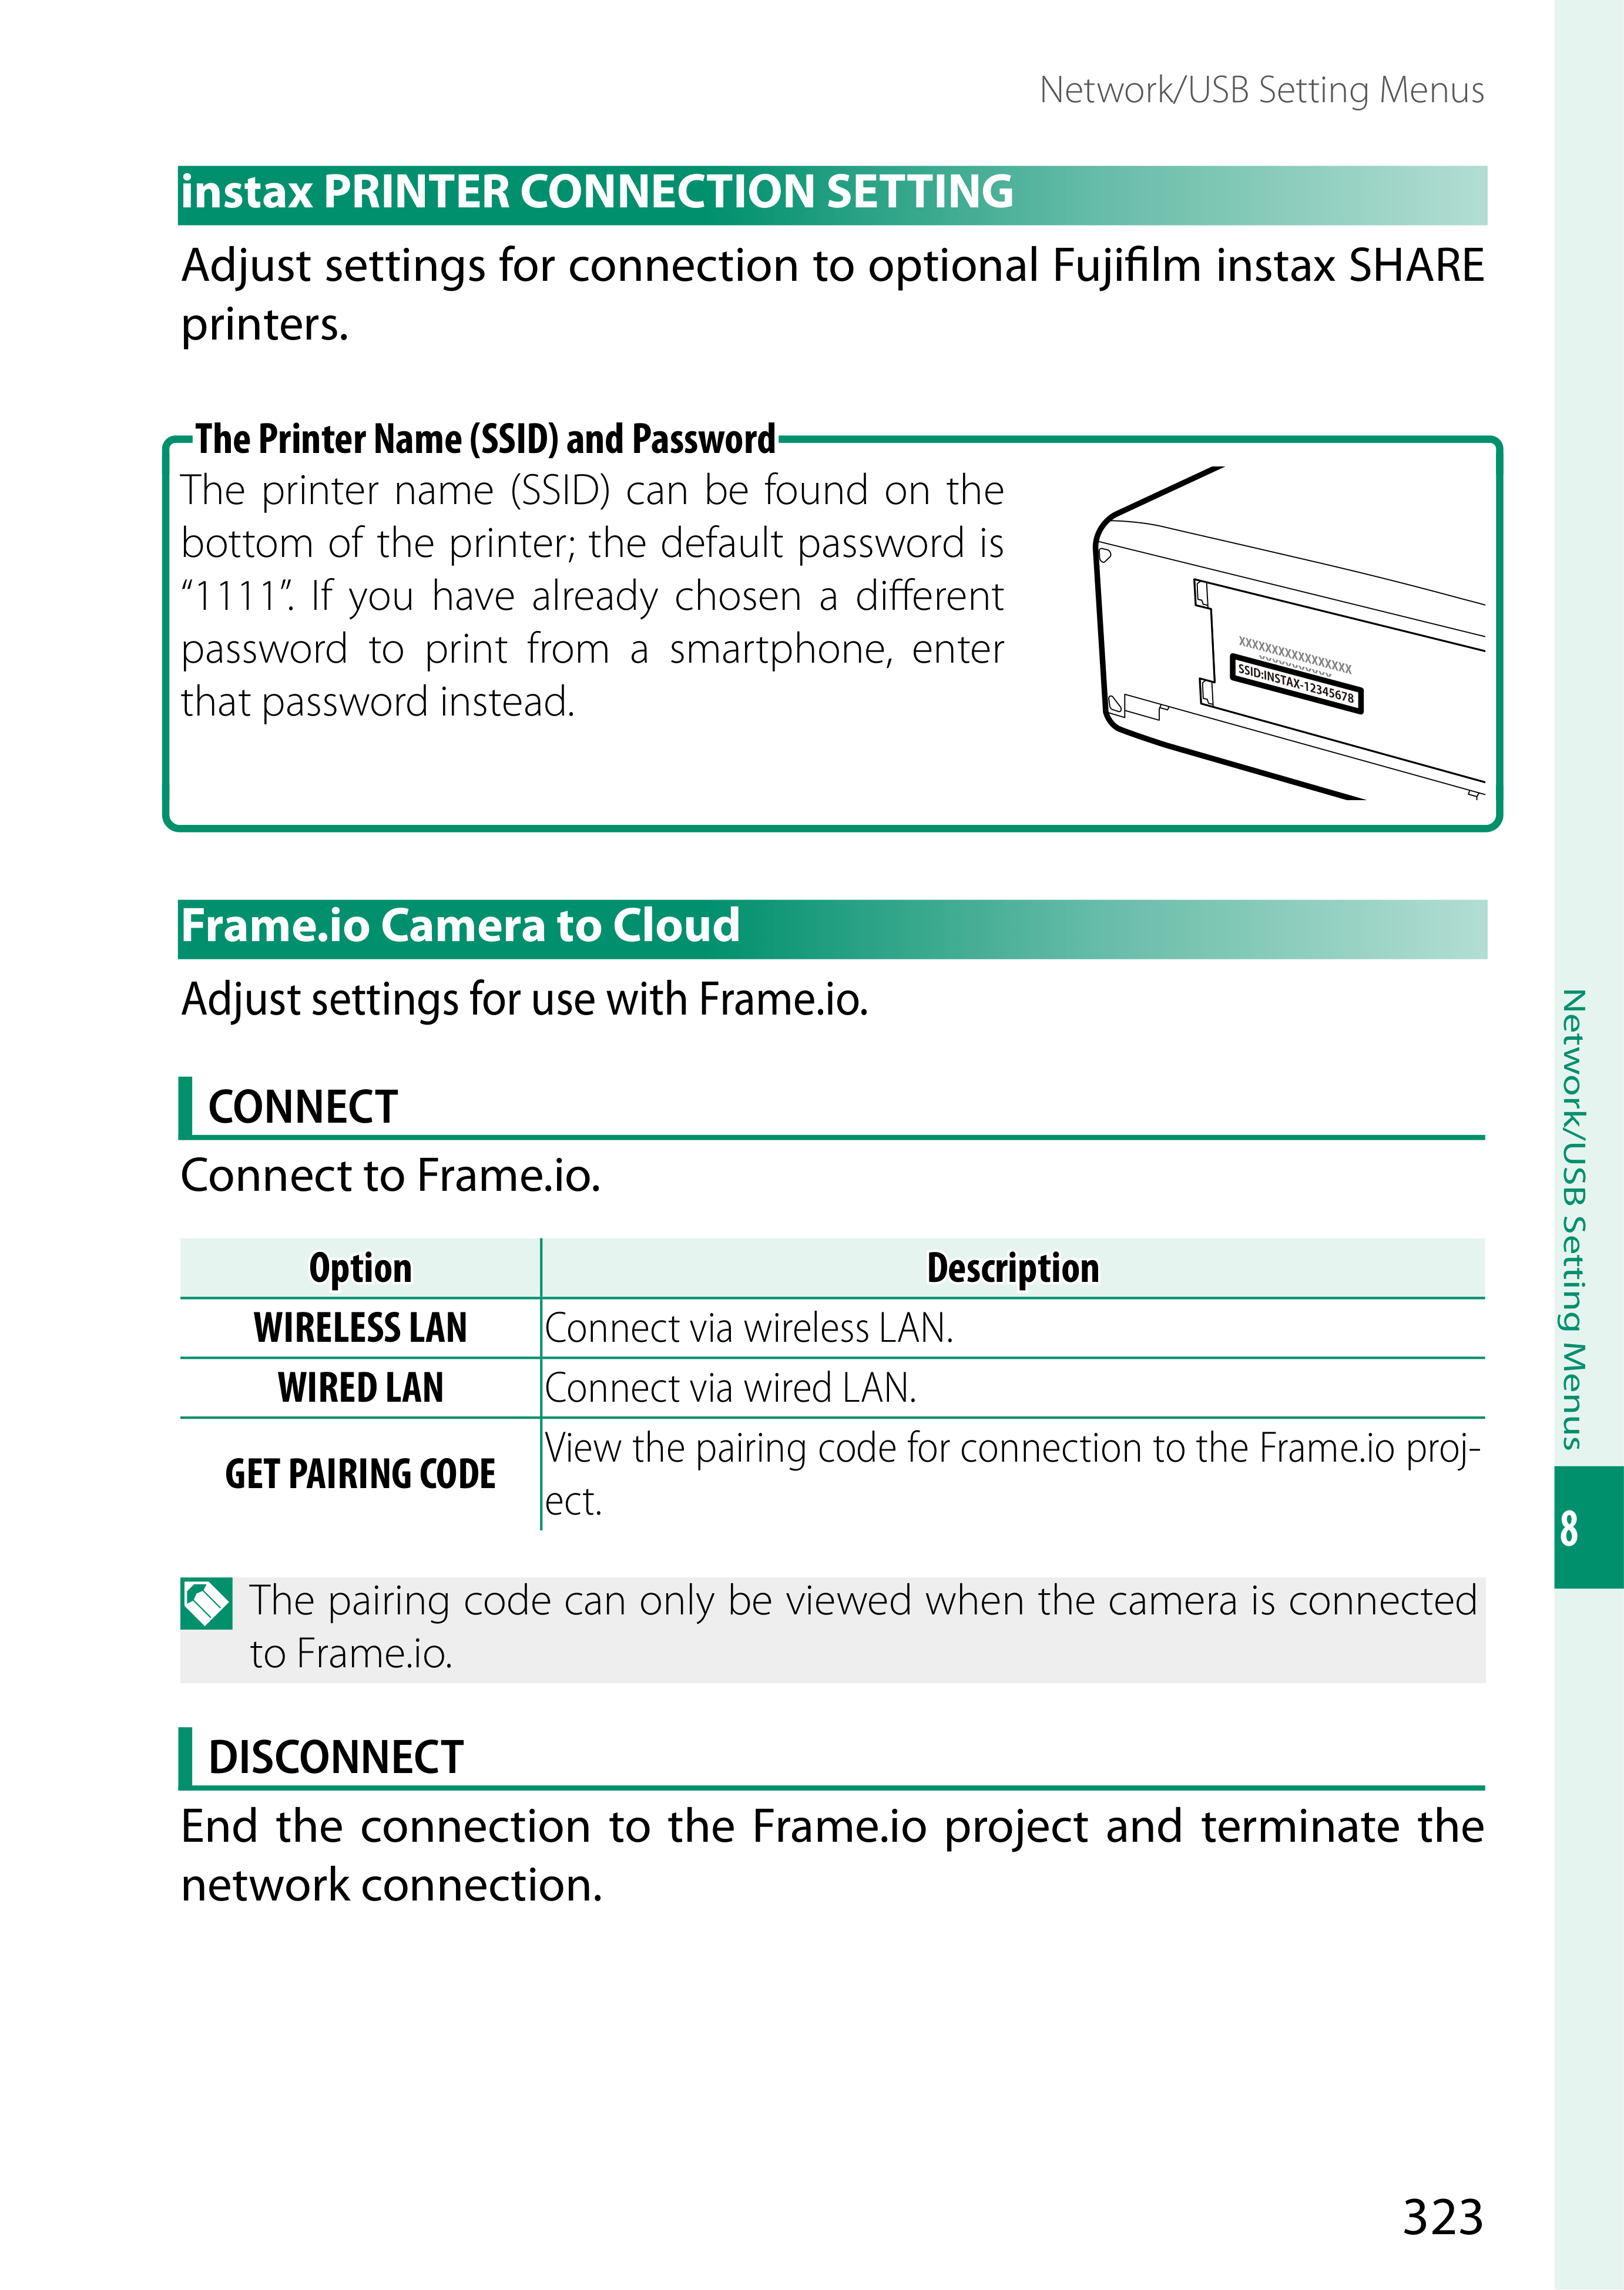 Network/USB Setting Menus
instax PRINTER CONNECTION SETTING
Adjust settings for connection to optional Fujifilm instax SHARE
printers.
The Printer Name (SSID) and Password
The printer name (SSID) can be found on the
bottom of the printer; the default password is
“1111”. If you have already chosen a different
password to print from a smartphone, enter
that password instead.
XXXXXXXXXXXXXXXXX
SSID:INSTAX-12345678
Frame.io Camera to Cloud
Adjust settings for use with Frame.io.
CONNECT
Connect to Frame.io.
Option Description
WIRELESS LAN Connect via wireless LAN.
WIRED LAN Connect via wired LAN.
GET PAIRING CODE View the pairing code for connection to the Frame.io proj-
ect.
The pairing code can only be viewed when the camera is connected
to Frame.io.
DISCONNECT
End the connection to the Frame.io project and terminate the
network connection.
Network/USB Setting Menus
8
323